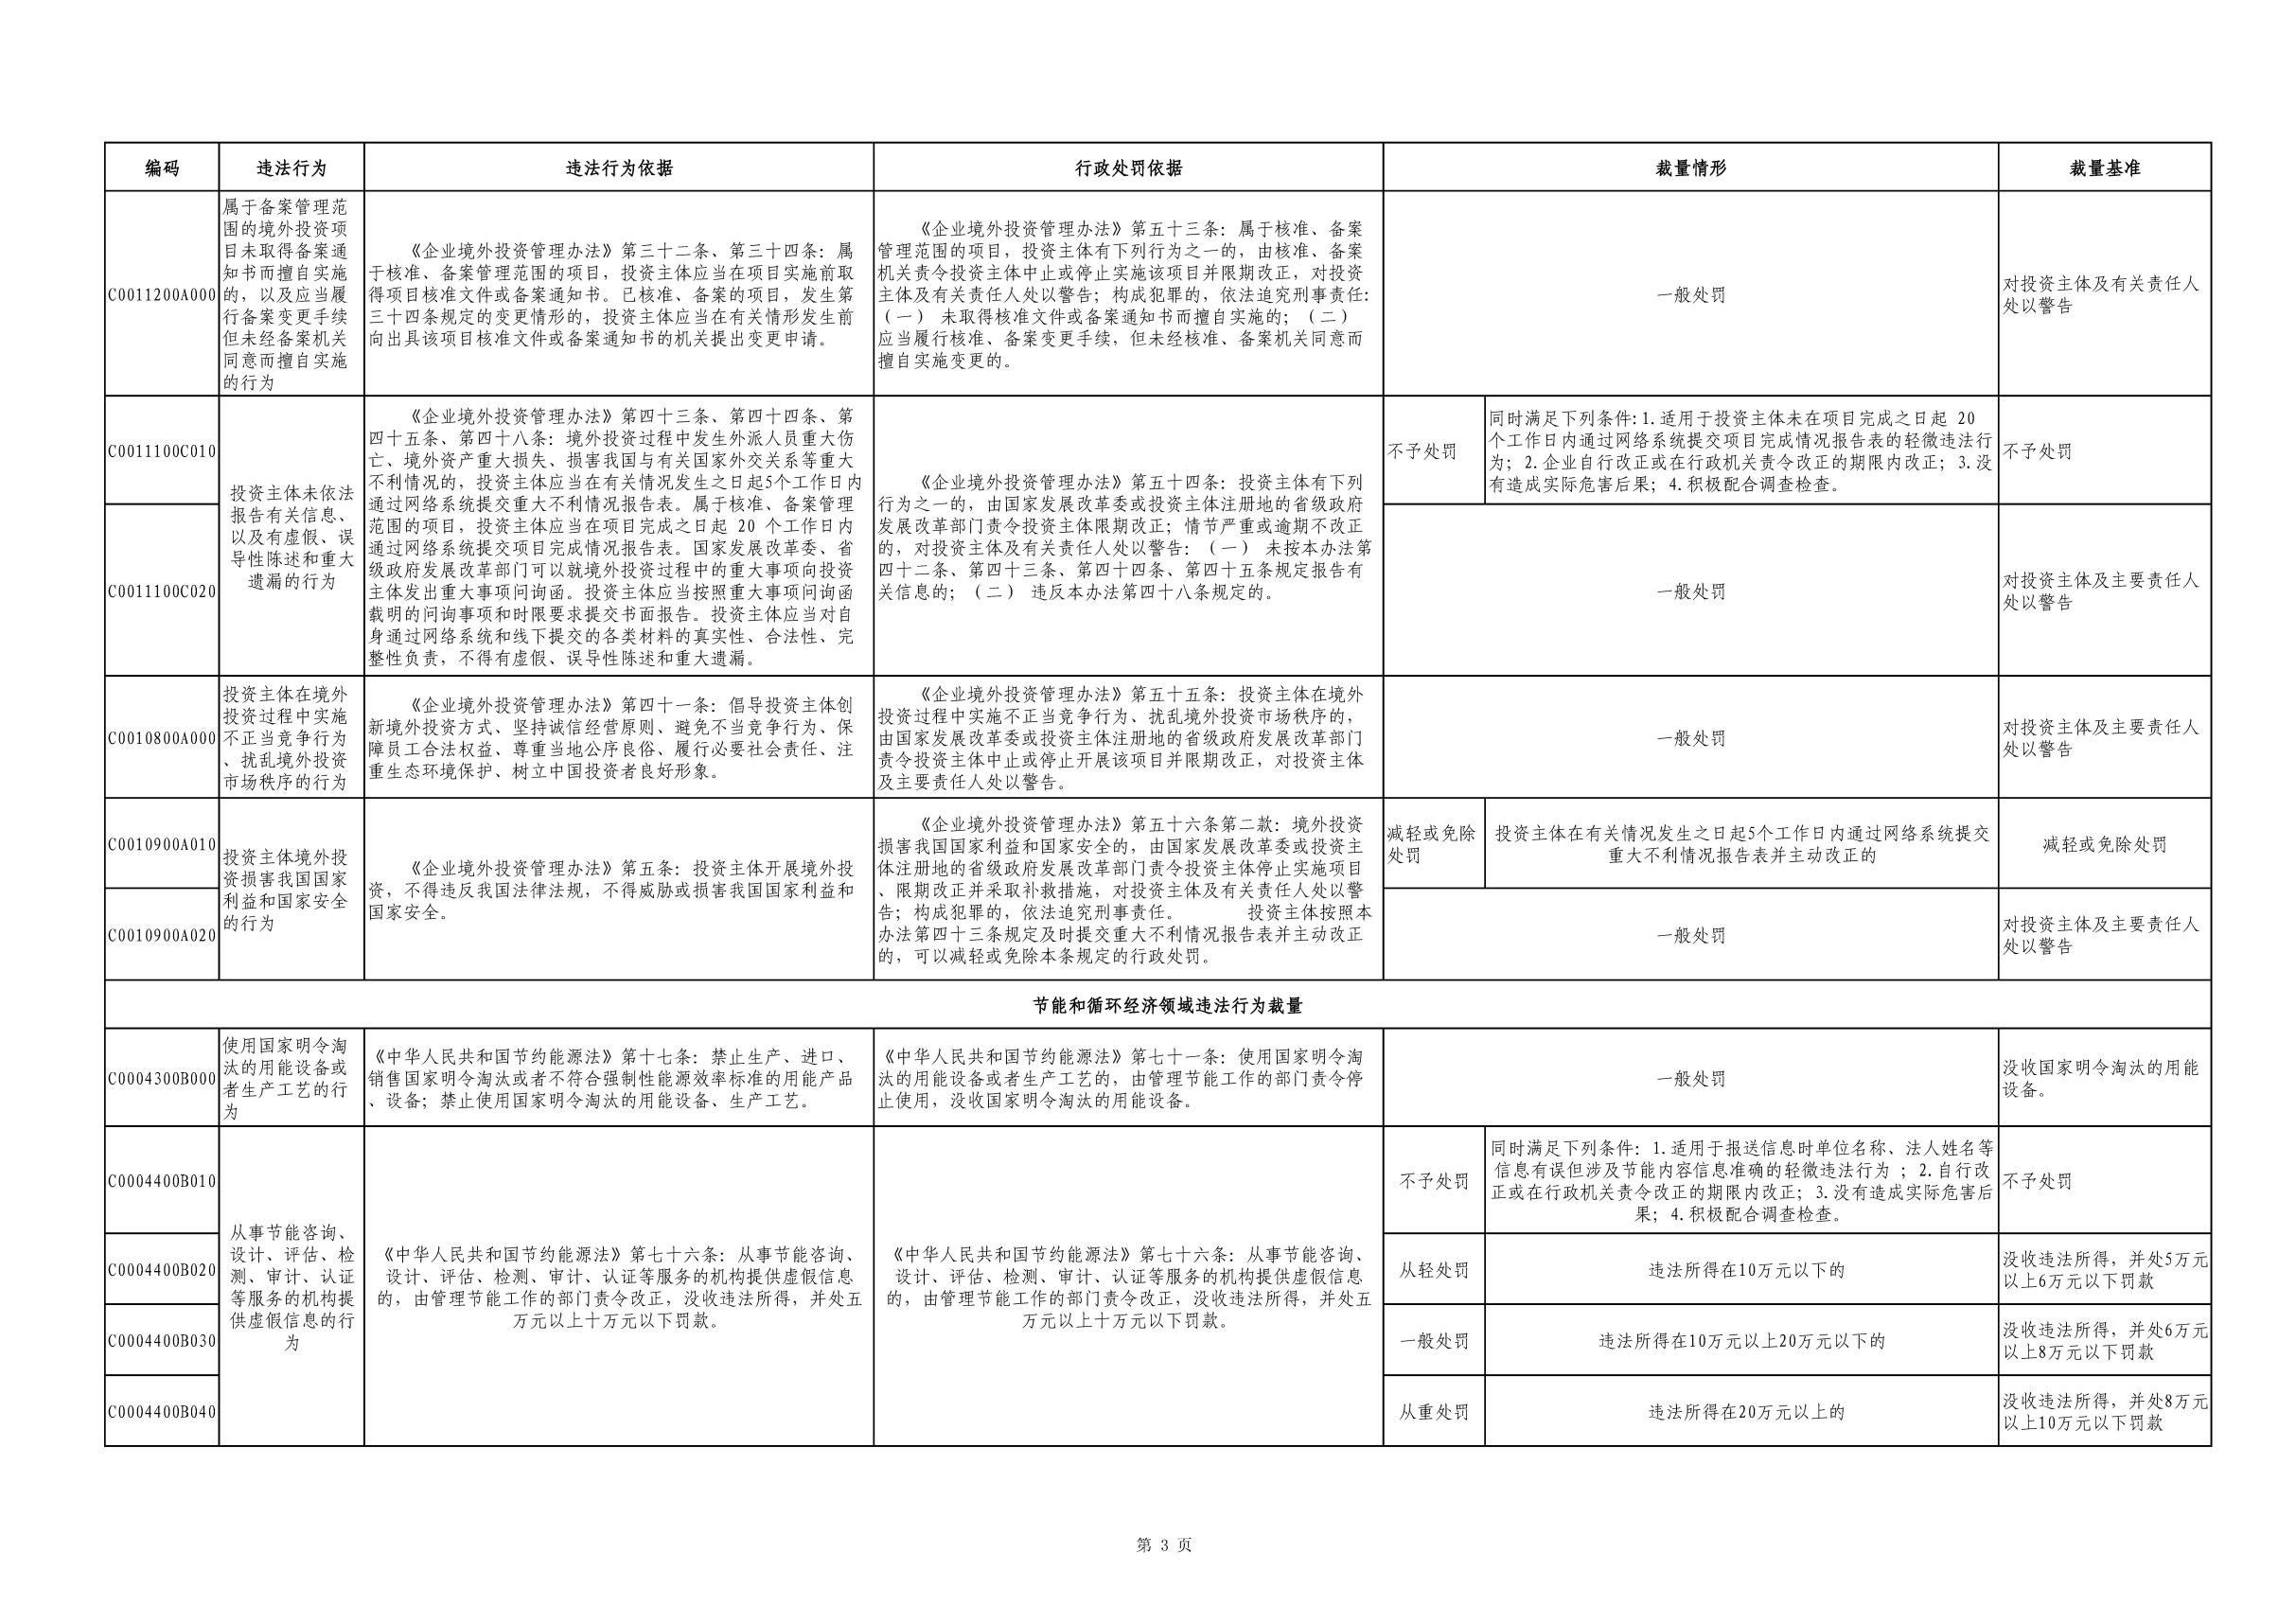 编码
违法行为
违法行为依据
行政处罚依据
裁量情形
裁量基准
C0011200A000
属于备案管理范
围的境外投资项
目未取得备案通
知书而擅自实施
的，以及应当履
行备案变更手续
但未经备案机关
同意而擅自实施
的行为
《企业境外投资管理办法》第三十二条、第三十四条：属
于核准、备案管理范围的项目，投资主体应当在项目实施前取
得项目核准文件或备案通知书。已核准、备案的项目，发生第
三十四条规定的变更情形的，投资主体应当在有关情形发生前
向出具该项目核准文件或备案通知书的机关提出变更申请。
《企业境外投资管理办法》第五十三条：属于核准、备案
管理范围的项目，投资主体有下列行为之一的，由核准、备案
机关责令投资主体中止或停止实施该项目并限期改正，对投资
主体及有关责任人处以警告；构成犯罪的，依法追究刑事责任：
（一） 未取得核准文件或备案通知书而擅自实施的；（二）
应当履行核准、备案变更手续，但未经核准、备案机关同意而
擅自实施变更的。
一般处罚
对投资主体及有关责任人
处以警告
C0011100C010
C0011100C020
投资主体未依法
报告有关信息、
以及有虚假、误
导性陈述和重大
遗漏的行为
《企业境外投资管理办法》第四十三条、第四十四条、第
四十五条、第四十八条：境外投资过程中发生外派人员重大伤
亡、境外资产重大损失、损害我国与有关国家外交关系等重大
不利情况的，投资主体应当在有关情况发生之日起5个工作日内
通过网络系统提交重大不利情况报告表。属于核准、备案管理
范围的项目，投资主体应当在项目完成之日起 20 个工作日内
通过网络系统提交项目完成情况报告表。国家发展改革委、省
级政府发展改革部门可以就境外投资过程中的重大事项向投资
主体发出重大事项问询函。投资主体应当按照重大事项问询函
载明的问询事项和时限要求提交书面报告。投资主体应当对自
身通过网络系统和线下提交的各类材料的真实性、合法性、完
整性负责，不得有虚假、误导性陈述和重大遗漏。
《企业境外投资管理办法》第五十四条：投资主体有下列
行为之一的，由国家发展改革委或投资主体注册地的省级政府
发展改革部门责令投资主体限期改正；情节严重或逾期不改正
的，对投资主体及有关责任人处以警告：（一） 未按本办法第
四十二条、第四十三条、第四十四条、第四十五条规定报告有
关信息的；（二） 违反本办法第四十八条规定的。
不予处罚
同时满足下列条件:1.适用于投资主体未在项目完成之日起 20
个工作日内通过网络系统提交项目完成情况报告表的轻微违法行
为；2.企业自行改正或在行政机关责令改正的期限内改正；3.没
有造成实际危害后果；4.积极配合调查检查。
不予处罚
一般处罚
对投资主体及主要责任人
处以警告
C0010800A000
投资主体在境外
投资过程中实施
不正当竞争行为
、扰乱境外投资
市场秩序的行为
《企业境外投资管理办法》第四十一条：倡导投资主体创
新境外投资方式、坚持诚信经营原则、避免不当竞争行为、保
障员工合法权益、尊重当地公序良俗、履行必要社会责任、注
重生态环境保护、树立中国投资者良好形象。
《企业境外投资管理办法》第五十五条：投资主体在境外
投资过程中实施不正当竞争行为、扰乱境外投资市场秩序的，
由国家发展改革委或投资主体注册地的省级政府发展改革部门
责令投资主体中止或停止开展该项目并限期改正，对投资主体
及主要责任人处以警告。
一般处罚
对投资主体及主要责任人
处以警告
C0010900A010
C0010900A020
投资主体境外投
资损害我国国家
利益和国家安全
的行为
《企业境外投资管理办法》第五条：投资主体开展境外投
资，不得违反我国法律法规，不得威胁或损害我国国家利益和
国家安全。
《企业境外投资管理办法》第五十六条第二款：境外投资
损害我国国家利益和国家安全的，由国家发展改革委或投资主
体注册地的省级政府发展改革部门责令投资主体停止实施项目
、限期改正并采取补救措施，对投资主体及有关责任人处以警
告；构成犯罪的，依法追究刑事责任。 投资主体按照本
办法第四十三条规定及时提交重大不利情况报告表并主动改正
的，可以减轻或免除本条规定的行政处罚。
减轻或免除
处罚
投资主体在有关情况发生之日起5个工作日内通过网络系统提交
重大不利情况报告表并主动改正的
减轻或免除处罚
一般处罚
对投资主体及主要责任人
处以警告
节能和循环经济领域违法行为裁量
C0004300B000
使用国家明令淘
汰的用能设备或
者生产工艺的行
为
《中华人民共和国节约能源法》第十七条：禁止生产、进口、
销售国家明令淘汰或者不符合强制性能源效率标准的用能产品
、设备；禁止使用国家明令淘汰的用能设备、生产工艺。
《中华人民共和国节约能源法》第七十一条：使用国家明令淘
汰的用能设备或者生产工艺的，由管理节能工作的部门责令停
止使用，没收国家明令淘汰的用能设备。
一般处罚
没收国家明令淘汰的用能
设备。
C0004400B010
C0004400B020
C0004400B030
C0004400B040
从事节能咨询、
设计、评估、检
测、审计、认证
等服务的机构提
供虚假信息的行
为
《中华人民共和国节约能源法》第七十六条：从事节能咨询、
设计、评估、检测、审计、认证等服务的机构提供虚假信息
的，由管理节能工作的部门责令改正，没收违法所得，并处五
万元以上十万元以下罚款。
《中华人民共和国节约能源法》第七十六条：从事节能咨询、
设计、评估、检测、审计、认证等服务的机构提供虚假信息
的，由管理节能工作的部门责令改正，没收违法所得，并处五
万元以上十万元以下罚款。
不予处罚
同时满足下列条件：1.适用于报送信息时单位名称、法人姓名等
信息有误但涉及节能内容信息准确的轻微违法行为 ；2.自行改
正或在行政机关责令改正的期限内改正；3.没有造成实际危害后
果；4.积极配合调查检查。
不予处罚
从轻处罚
违法所得在10万元以下的
没收违法所得，并处5万元
以上6万元以下罚款
一般处罚
违法所得在10万元以上20万元以下的
没收违法所得，并处6万元
以上8万元以下罚款
从重处罚
违法所得在20万元以上的
没收违法所得，并处8万元
以上10万元以下罚款
第 3 页